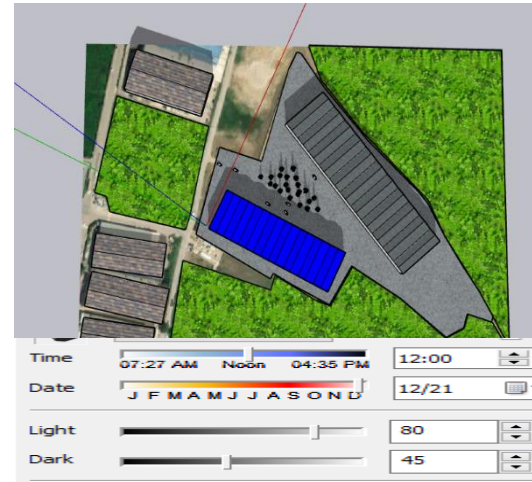 Time 07:27 AM Noon 04:35 PM 12:00
Date J F M A M J J A S O N D 12/21
Light 80
Dark 45